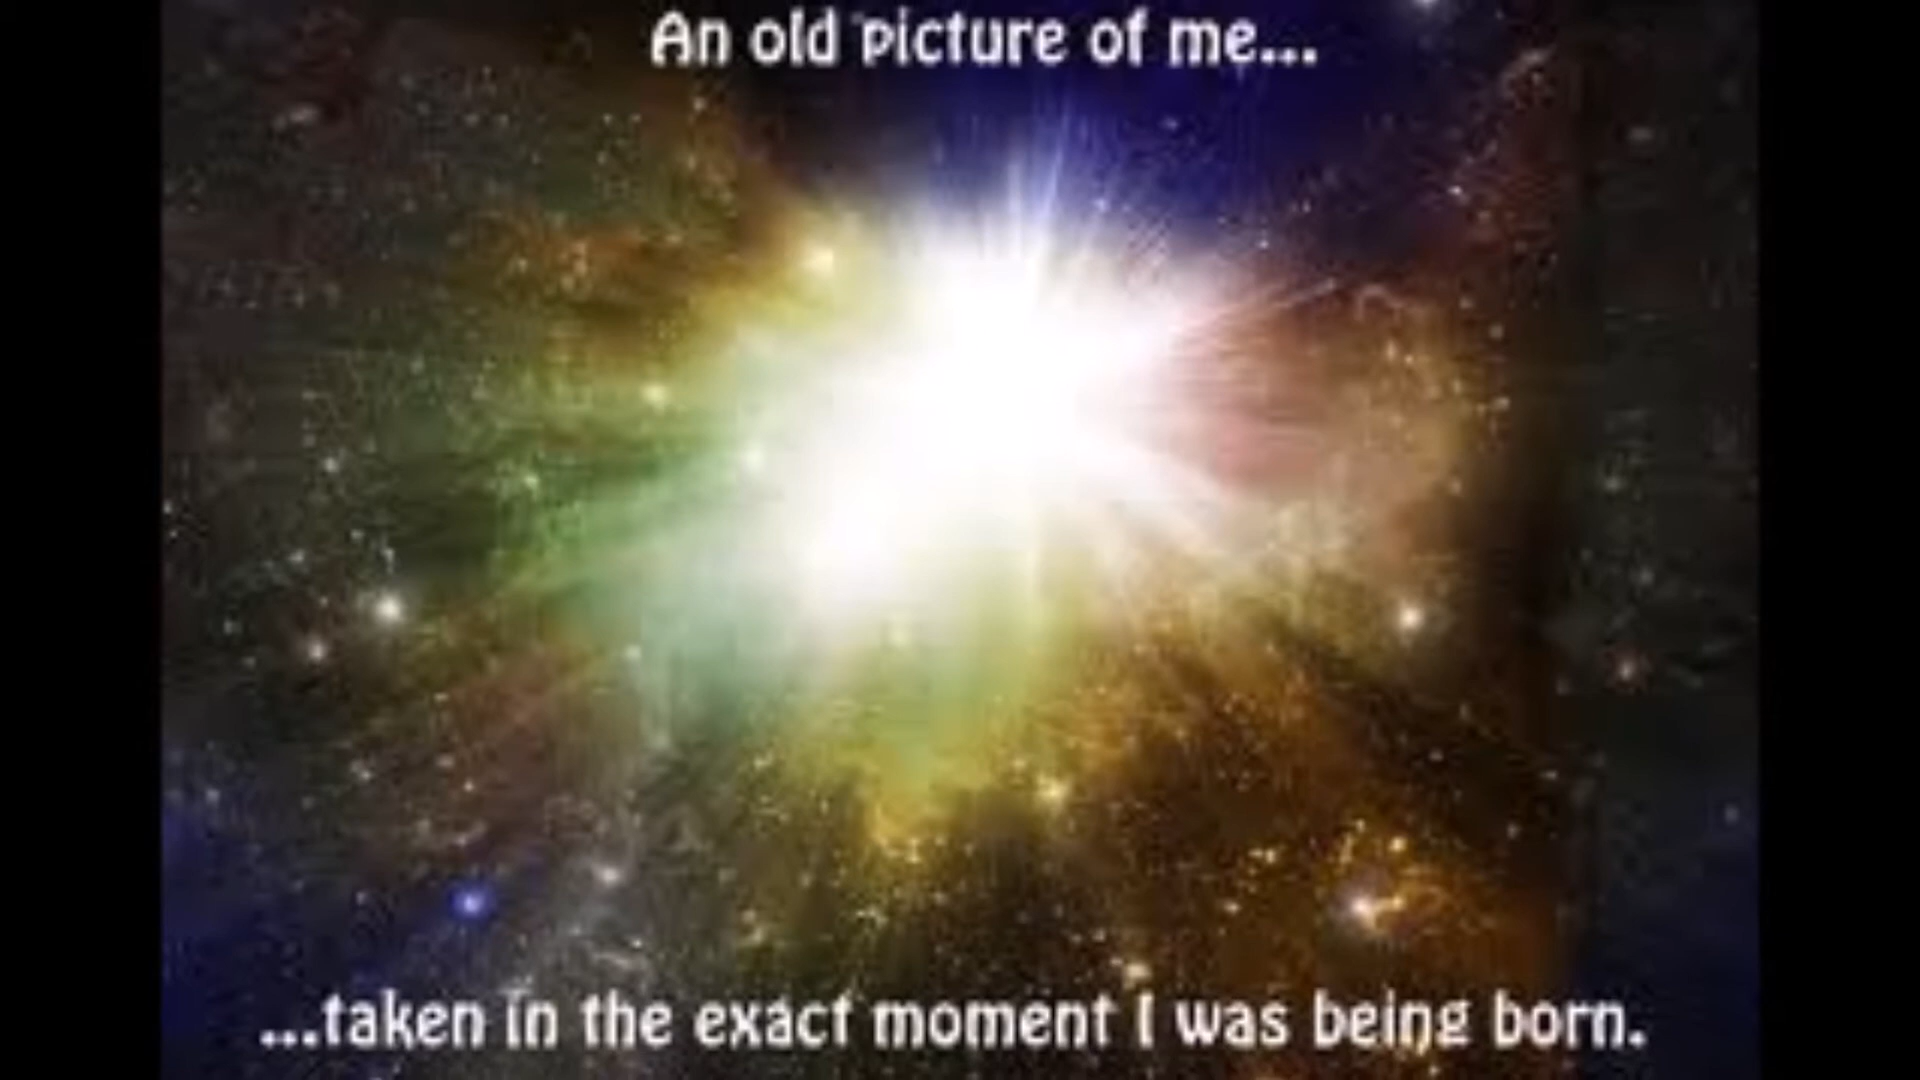 An old picture of me...
...taken in the exact moment I was being born.